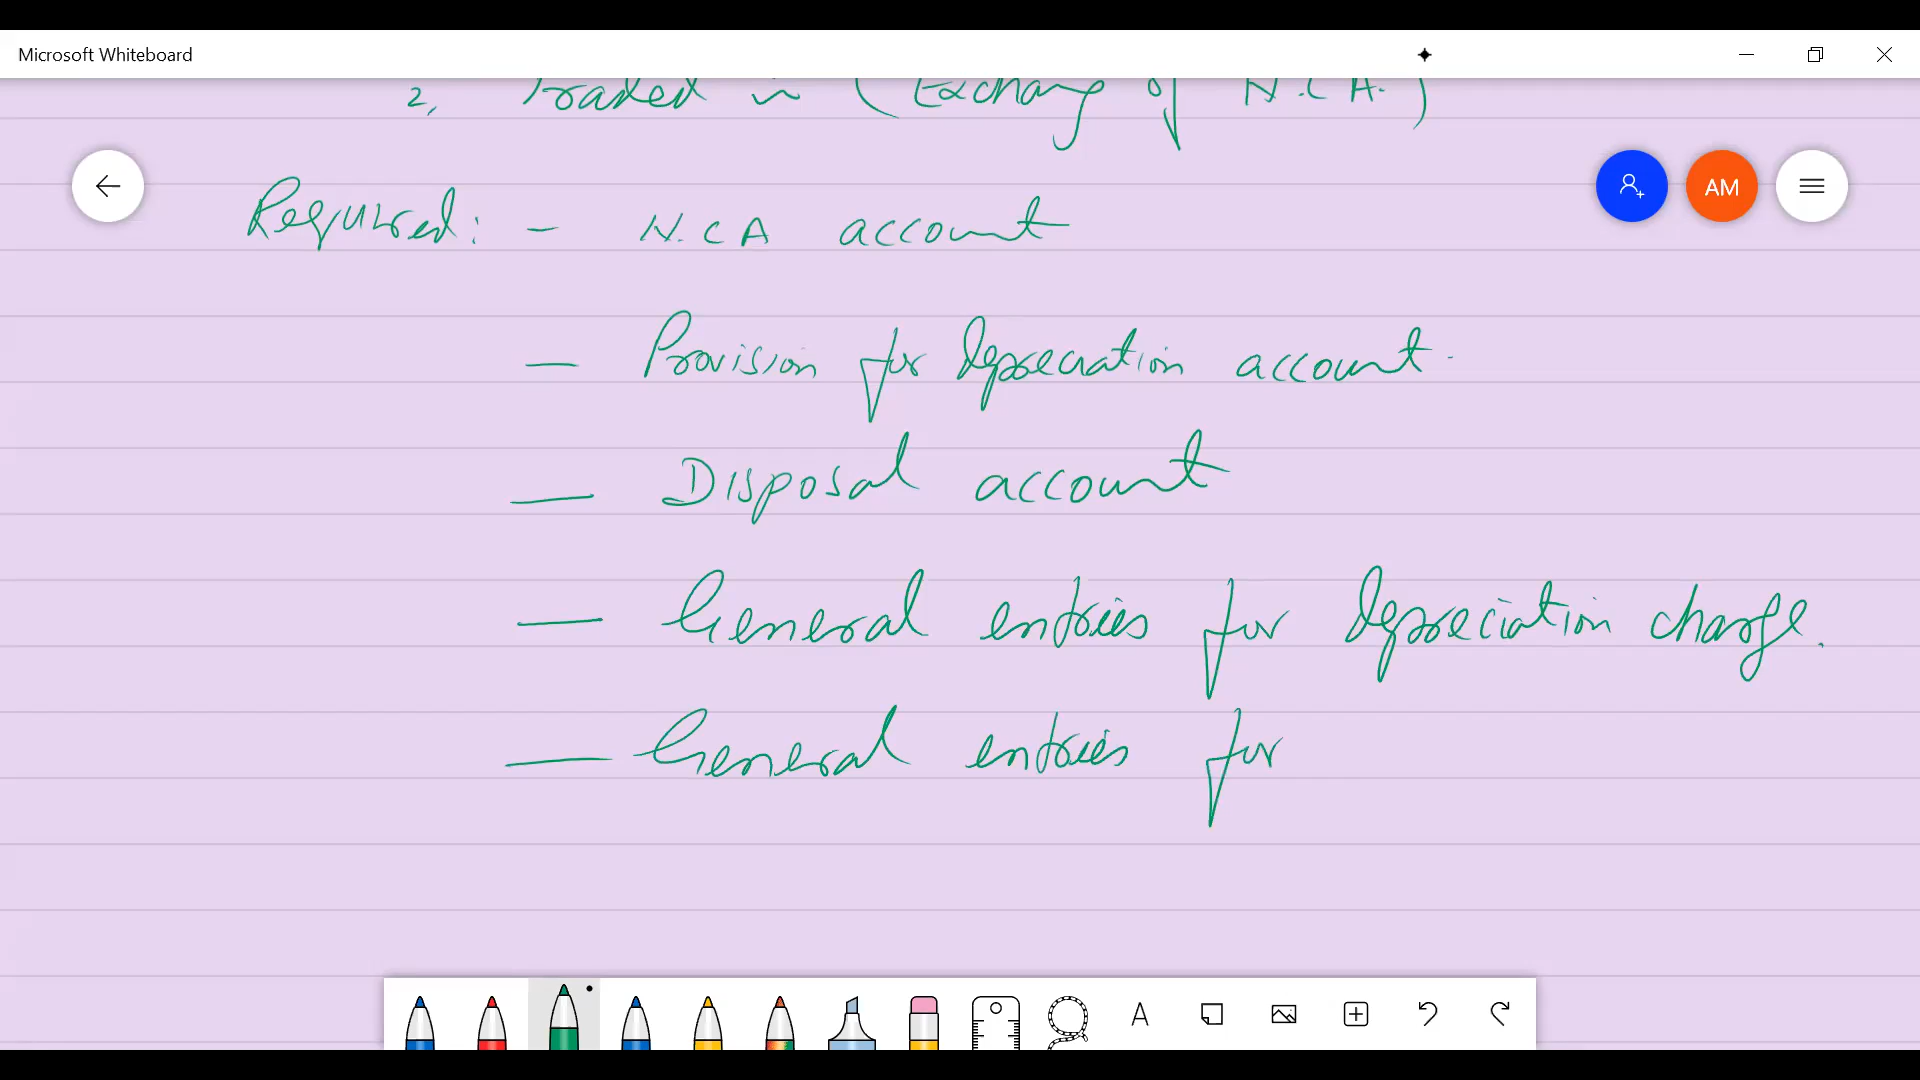 Microsoft Whiteboard
2, Traded in (Exchang of N.C A.)
AM
Required: - N.C A account
— Provision for Depreciation account.
— Disposal account
— General entries for Depreciation charge.
— General entries for
A